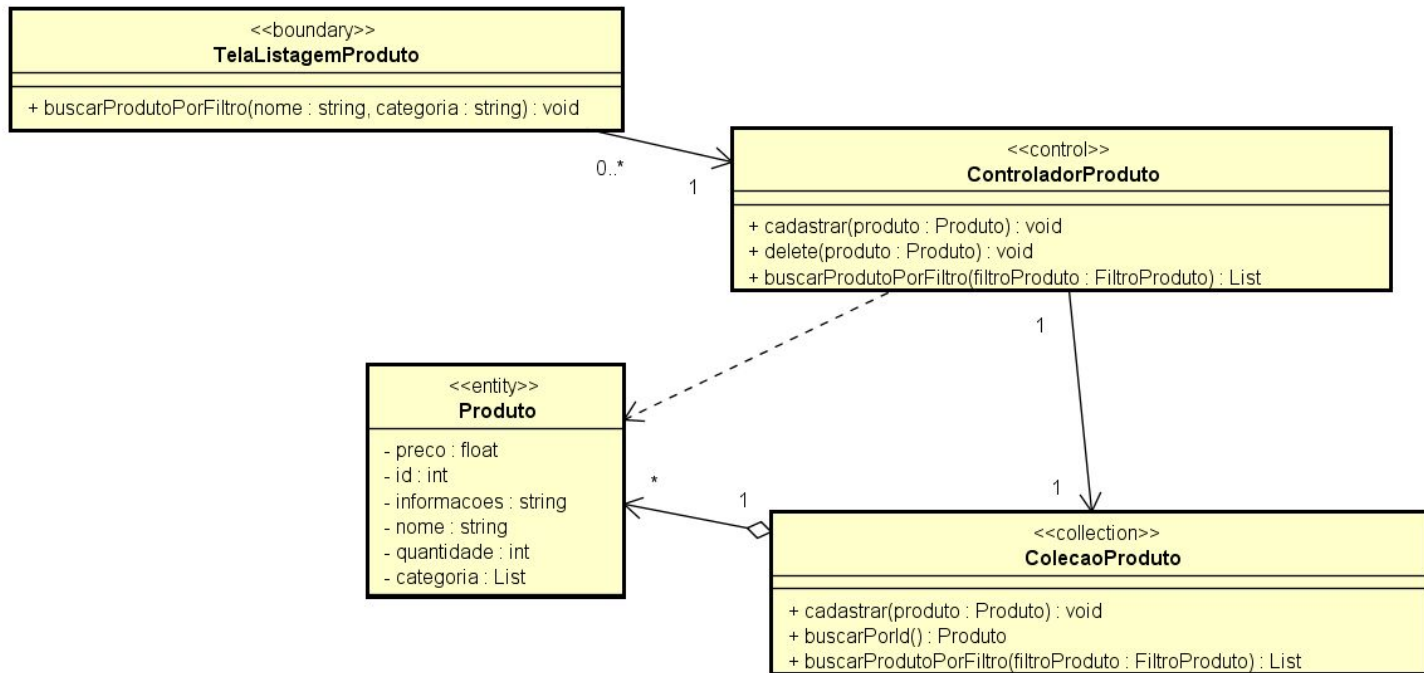 <<boundary>>
TelaListagemProduto
+ buscarProdutoPorFiltro(nome : string, categoria : string) : void
0..*
1
<<control>>
ControladorProduto
+ cadastrar(produto : Produto) : void
+ delete(produto : Produto) : void
+ buscarProdutoPorFiltro(filtroProduto : FiltroProduto) : List
1
1
<<entity>>
Produto
- preco : float
- id : int
- informacoes : string
- nome : string
- quantidade : int
- categoria : List
*
1
<<collection>>
ColecaoProduto
+ cadastrar(produto : Produto) : void
+ buscarPorId() : Produto
+ buscarProdutoPorFiltro(filtroProduto : FiltroProduto) : List